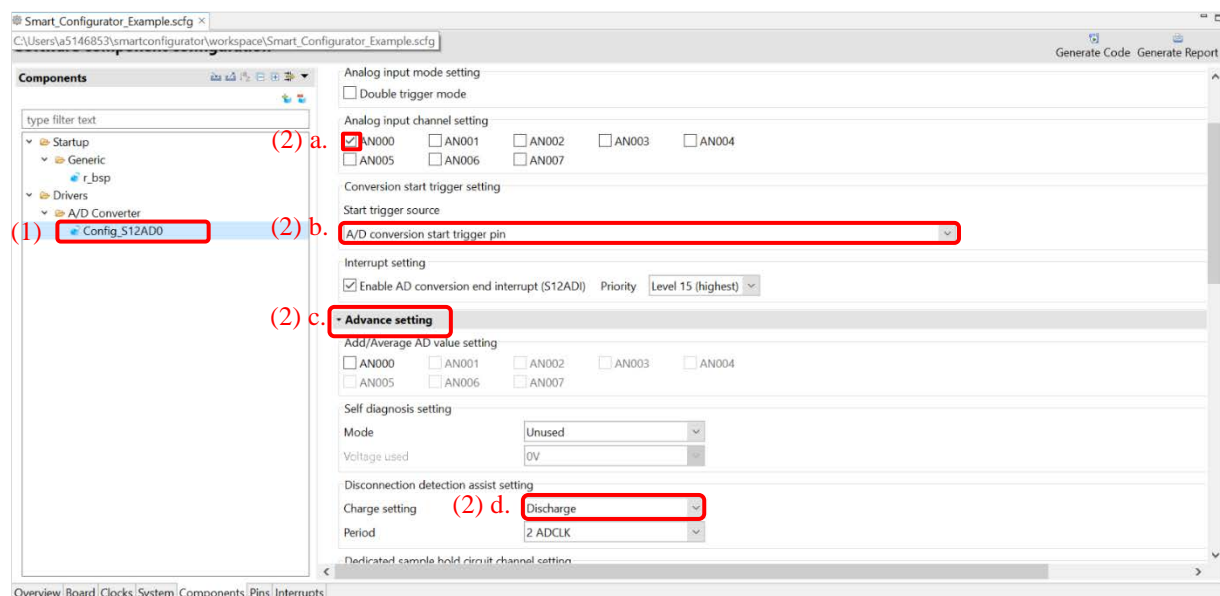 Smart_Configurator_Example.scfg ×
C:\Users\a5146853\smartconfigurator\workspace\Smart_Configurator_Example.scfg
Generate Code Generate Report
Components
type filter text
Startup
Generic
r_bsp
Drivers
A/D Converter
(1) Config_S12AD0
Analog input mode setting
Double trigger mode
Analog input channel setting
(2) a. AN000 AN001 AN002 AN003 AN004
AN005 AN006 AN007
Conversion start trigger setting
Start trigger source
(2) b. A/D conversion start trigger pin
Interrupt setting
Enable AD conversion end interrupt (S12ADI) Priority Level 15 (highest)
(2) c. Advance setting
Add/Average AD value setting
AN000 AN001 AN002 AN003 AN004
AN005 AN006 AN007
Self diagnosis setting
Mode Unused
Voltage used 0V
Disconnection detection assist setting
Charge setting (2) d. Discharge
Period 2 ADCLK
Dedicated sample hold circuit channel setting
Overview Board Clocks System Components Pins Interrupts